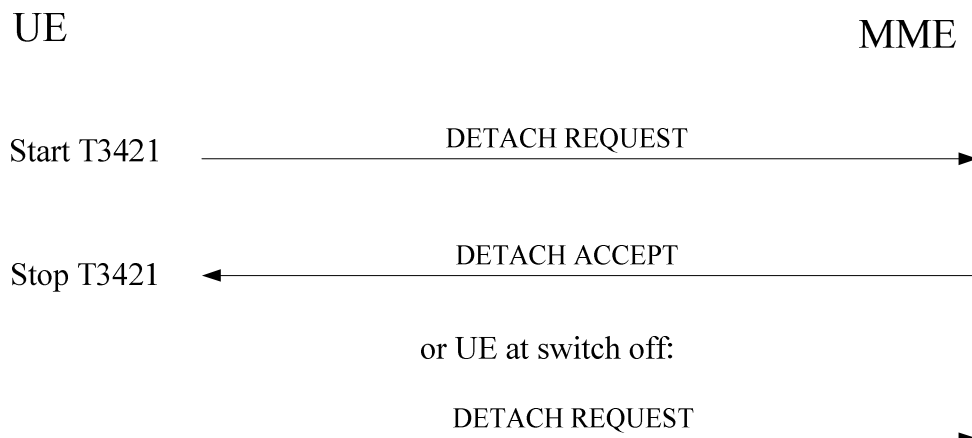 UE
MME
Start T3421
DETACH REQUEST
Stop T3421
DETACH ACCEPT
or UE at switch off:
DETACH REQUEST